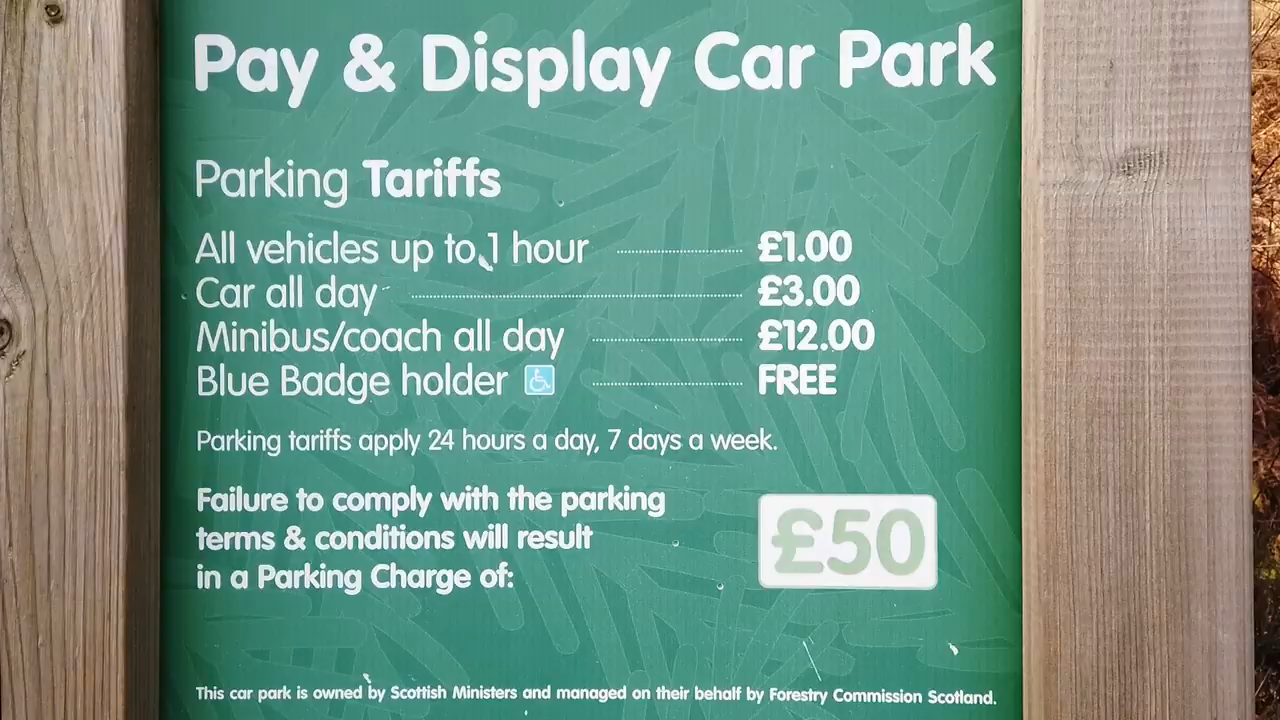 Pay & Display Car Park
Parking Tariffs
All vehicles up to 1 hour £1.00
Car all day £3.00
Minibus/coach all day £12.00
Blue Badge holder FREE
Parking tariffs apply 24 hours a day, 7 days a week.
Failure to comply with the parking
terms & conditions will result
in a Parking Charge of:
£50
This car park is owned by Scottish Ministers and managed on their behalf by Forestry Commission Scotland.